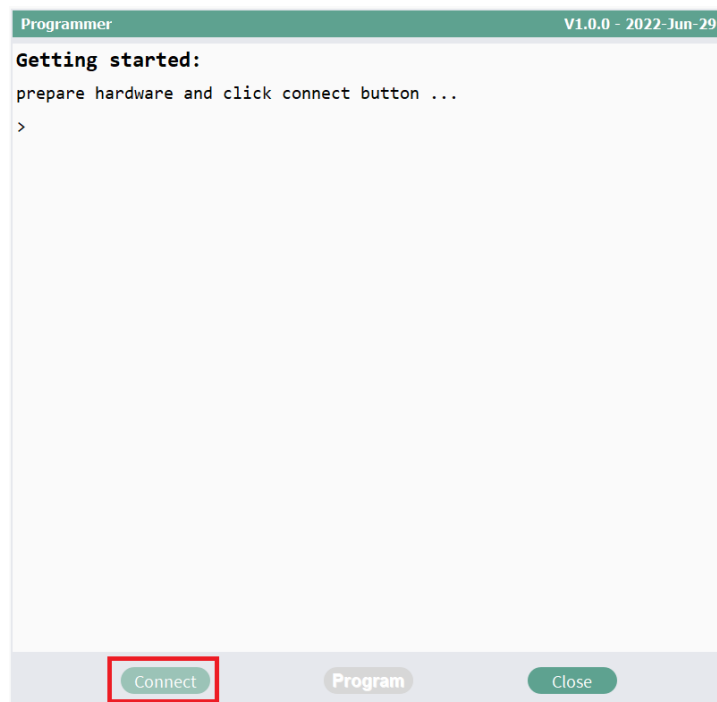 Programmer V1.0.0 - 2022-Jun-29
Getting started:
prepare hardware and click connect button ...
>
Connect Program Close